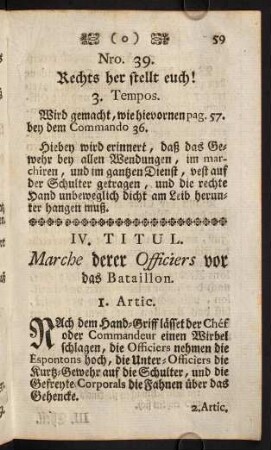 ( o ) 59
Nro. 39.
Rechts her stellt euch!
3. Tempos.
Wird gemacht, wie hievornen pag. 57.
bey dem Commando 36.
Hiebey wird erinnert, daß das Ge-
wehr bey allen Wendungen, im mar-
chiren, und im gantzen Dienst, vest auf
der Schulter getragen, und die rechte
Hand unbeweglich dicht am Leib herun-
ter hangen muß.
IV. TITUL.
Marche derer Officiers vor
das Bataillon.
1. Artic.
NAch dem Hand-Griff lässet der Chéf
oder Commandeur einen Wirbel
schlagen, die Officiers nehmen die
Espontons hoch, die Unter-Officiers die
Kurtz-Gewehr auf die Schulter, und die
Gefreyte-Corporals die Fahnen über das
Gehencke.
2. Artic.